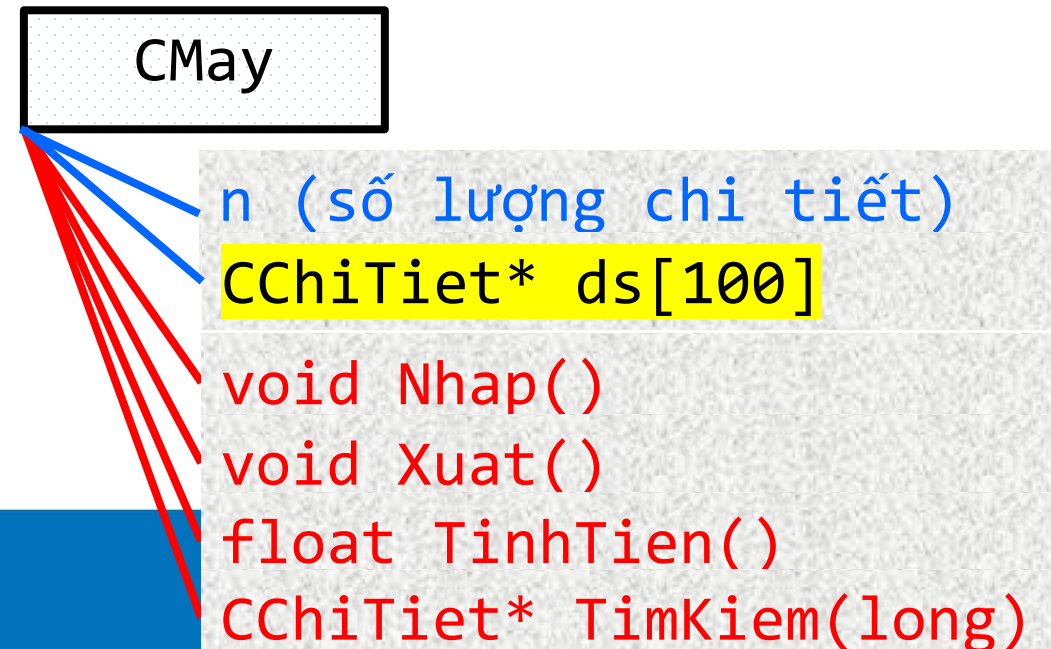 CMay
n (số lượng chi tiết)
CChiTiet* ds[100]
void Nhap()
void Xuat()
float TinhTien()
CChiTiet* TimKiem(long)